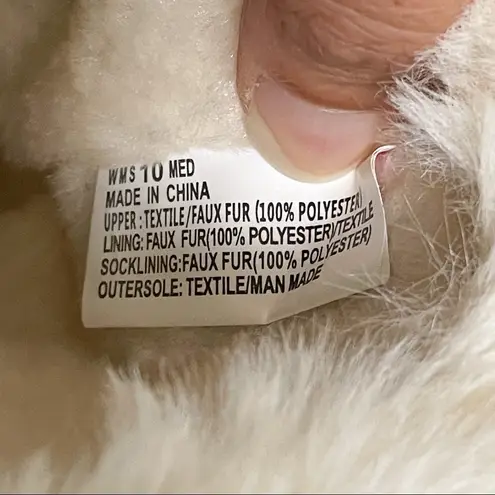 WMS 10 MED
MADE IN CHINA
UPPER : TEXTILE/FAUX FUR (100% POLYESTER)
LINING: FAUX FUR(100% POLYESTER)/TEXTILE
SOCKLINING:FAUX FUR(100% POLYESTER)
OUTERSOLE: TEXTILE/MAN MADE